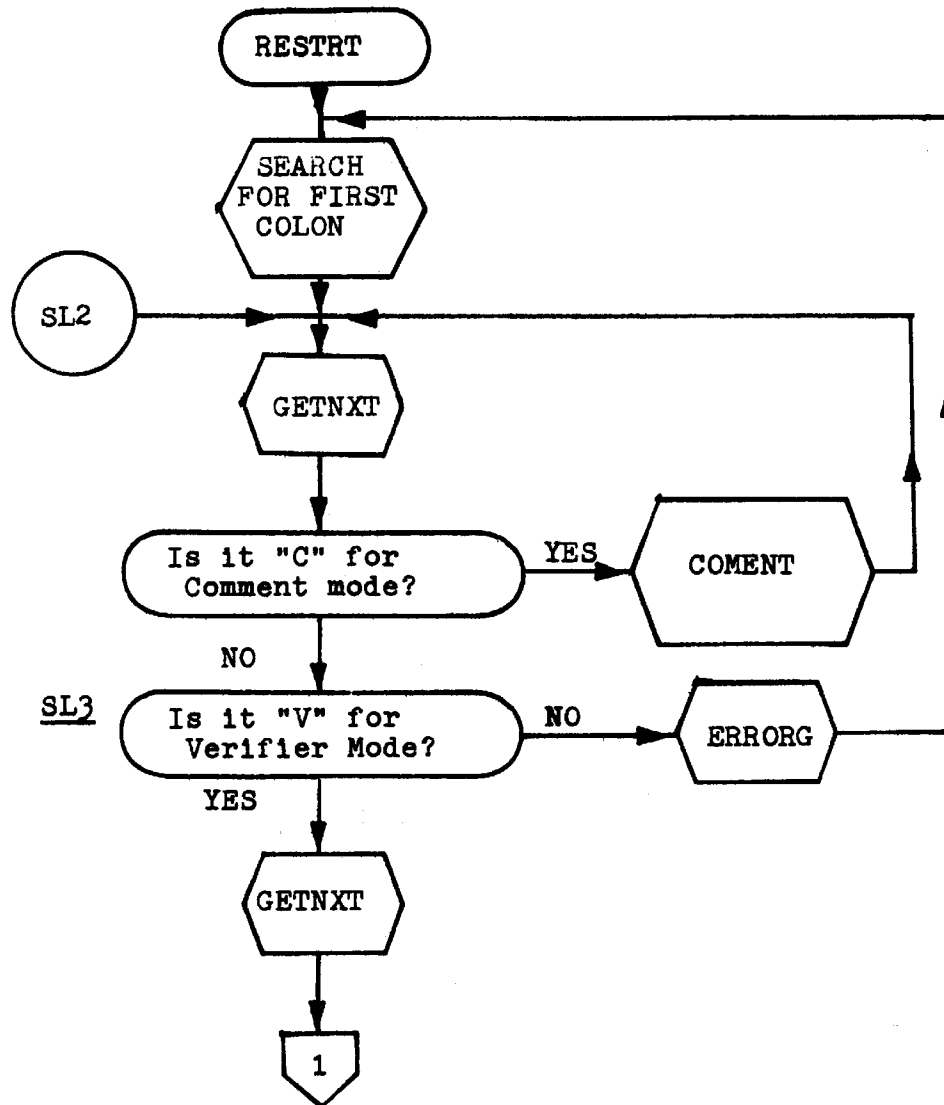 RESTRT
SEARCH
FOR FIRST
COLON
SL2
GETNXT
Is it "C" for
Comment mode?
YES
COMENT
NO
SL3
Is it "V" for
Verifier Mode?
NO
ERRORG
YES
GETNXT
1